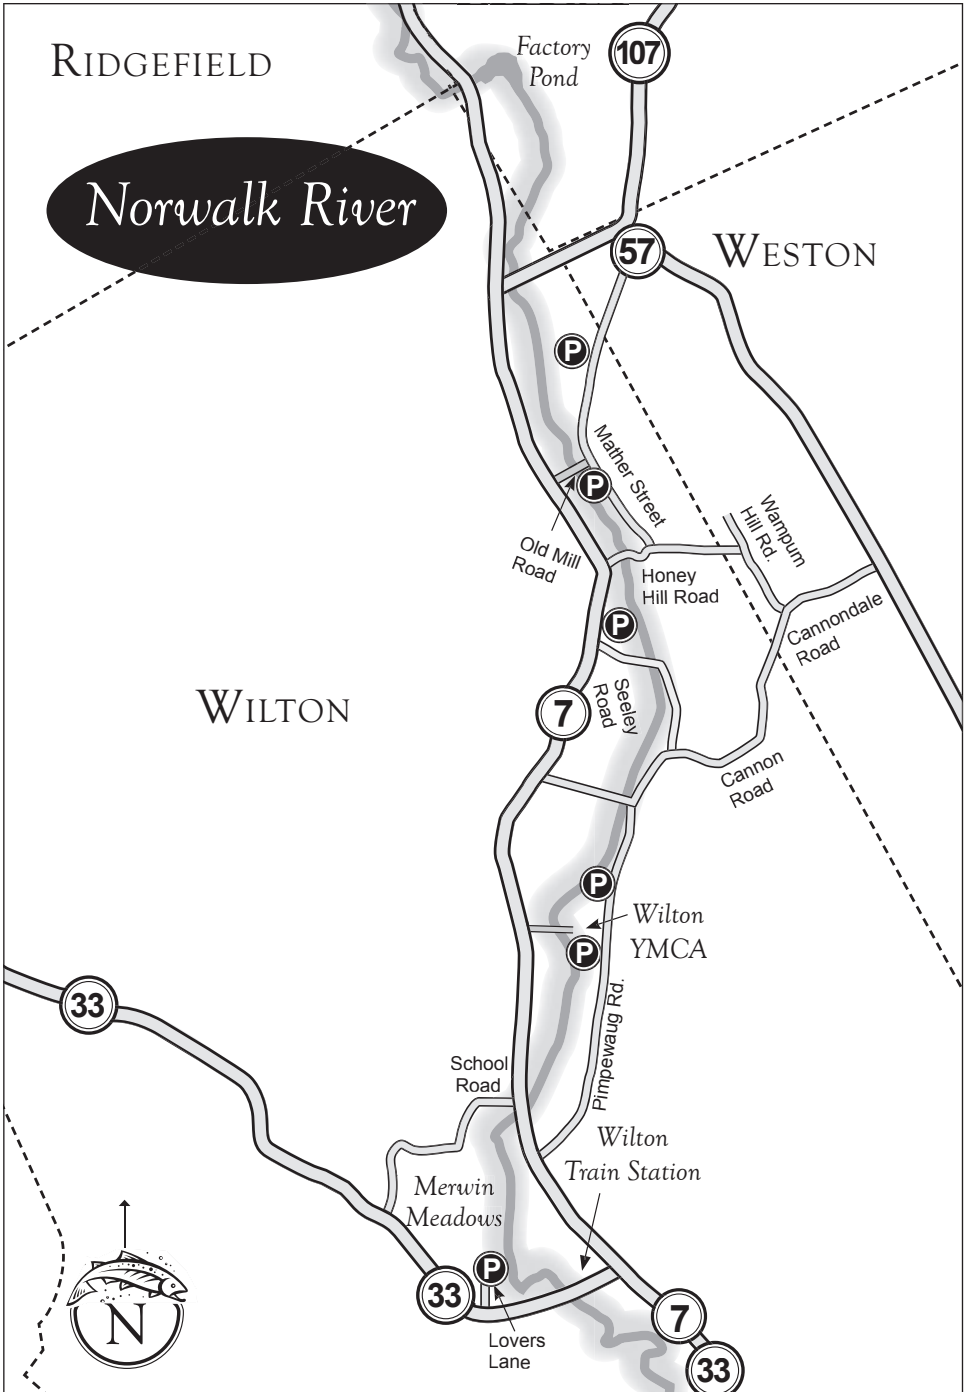 Factory
Pond
107
RIDGEFIELD
Norwalk River
57
WESTON
P
Mather Street
P
Wampum
Hill Rd.
Old Mill
Road
Honey
Hill Road
Cannondale
Road
P
WILTON
7
Seeley
Road
Cannon
Road
P
Wilton
YMCA
P
33
Pimpewaug Rd.
School
Road
Wilton
Train Station
Merwin
Meadows
P
33
7
N
Lovers
Lane
33